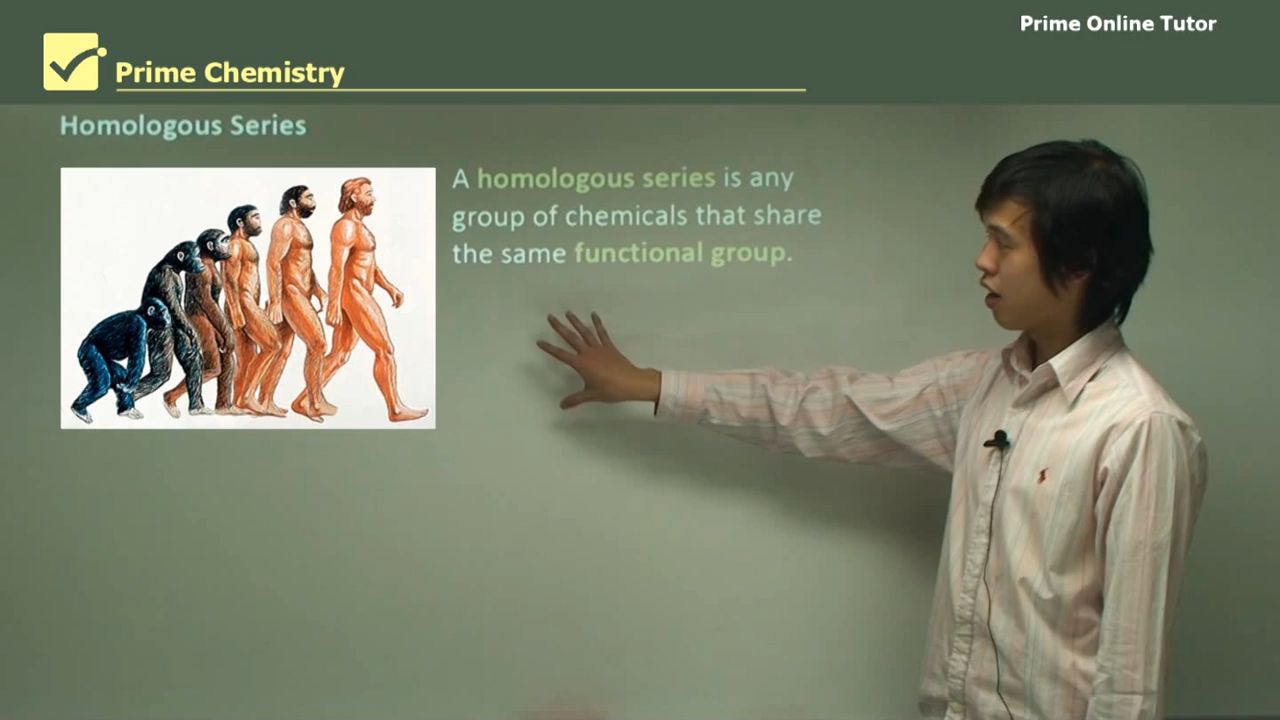 Prime Online Tutor
Prime Chemistry
Homologous Series
A homologous series is any
group of chemicals that share
the same functional group.